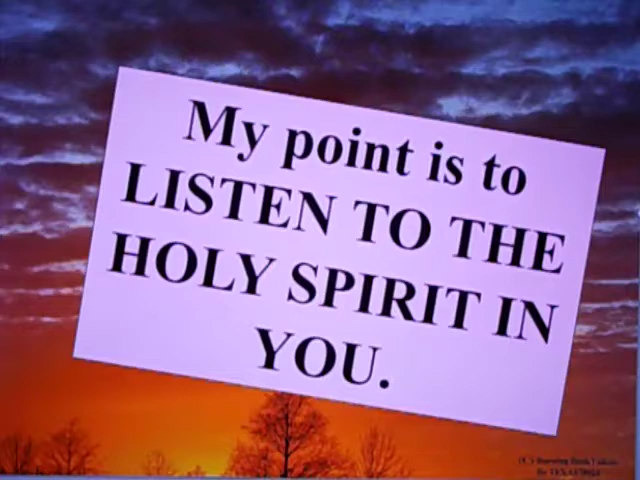 My point is to
LISTEN TO THE
HOLY SPIRIT IN
YOU.